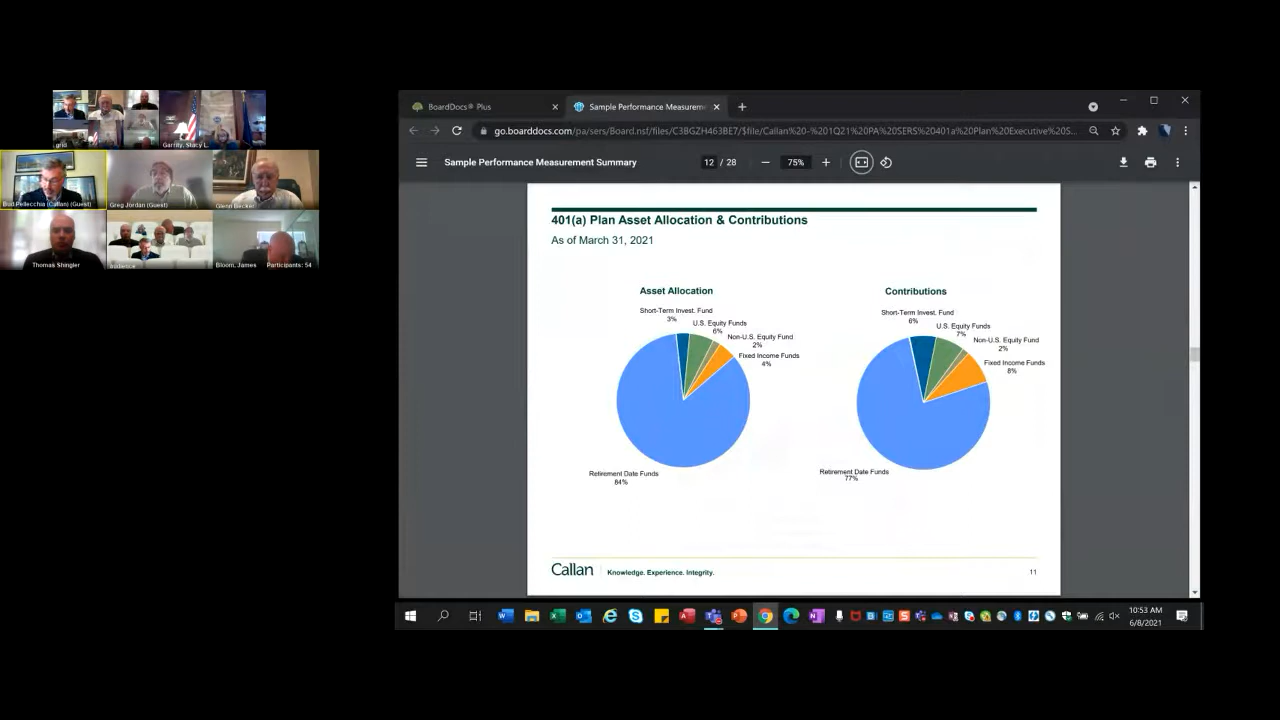 grid
Garrity, Stacy L.
Bud Pellecchia (Callan) (Guest)
Greg Jordan (Guest)
Glenn Becker
Thomas Shingler
audience
Bloom, James
Participants: 54
BoardDocs® Plus
Sample Performance Measurem
go.boarddocs.com/pa/sers/Board.nsf/files/C3BGZH463BE7/$file/Callan%20-%201Q21%20PA%20SERS%20401a%20Plan%20Executive%20S...
Sample Performance Measurement Summary
12 / 28
75%
401(a) Plan Asset Allocation & Contributions
As of March 31, 2021
Asset Allocation
Short-Term Invest. Fund
3%
U.S. Equity Funds
6%
Non-U.S. Equity Fund
2%
Fixed Income Funds
4%
Retirement Date Funds
84%
Contributions
Short-Term Invest. Fund
6%
U.S. Equity Funds
7%
Non-U.S. Equity Fund
2%
Fixed Income Funds
8%
Retirement Date Funds
77%
Callan
Knowledge. Experience. Integrity.
11
10:53 AM
6/8/2021